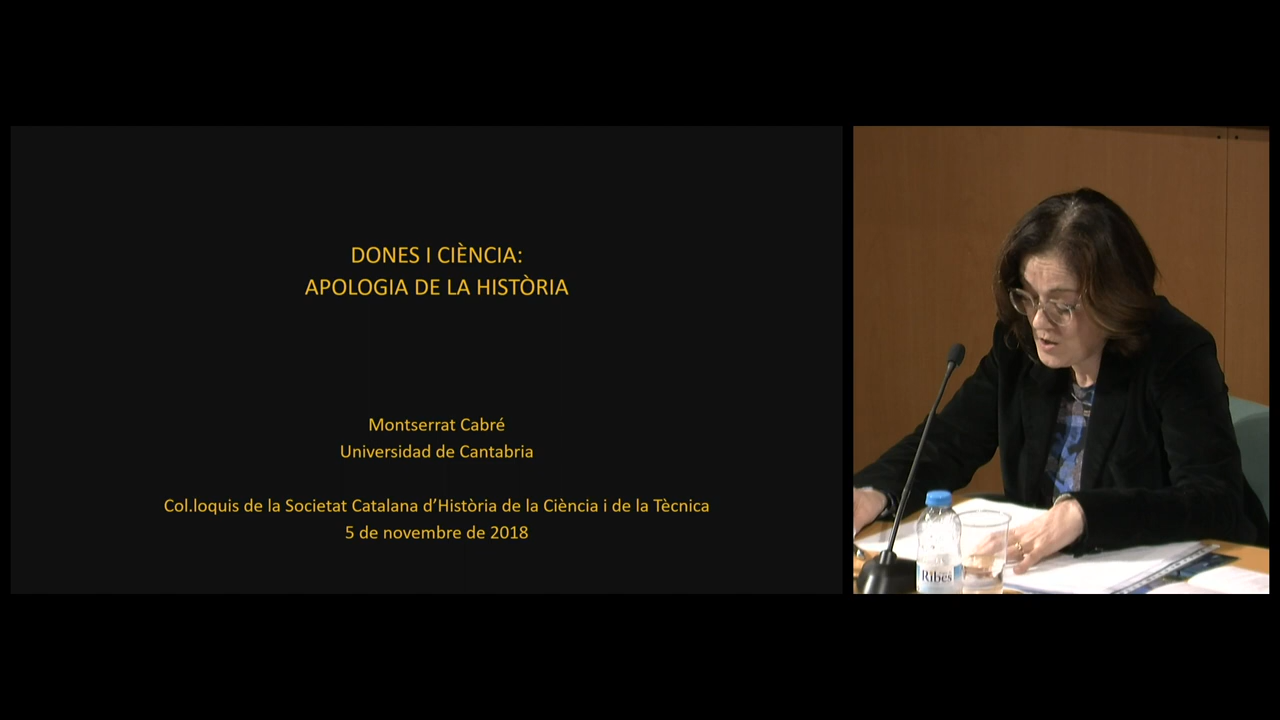 DONES I CIÈNCIA:
APOLOGIA DE LA HISTÒRIA
Montserrat Cabré
Universidad de Cantabria
Col.loquis de la Societat Catalana d’Història de la Ciència i de la Tècnica
5 de novembre de 2018
Ribes